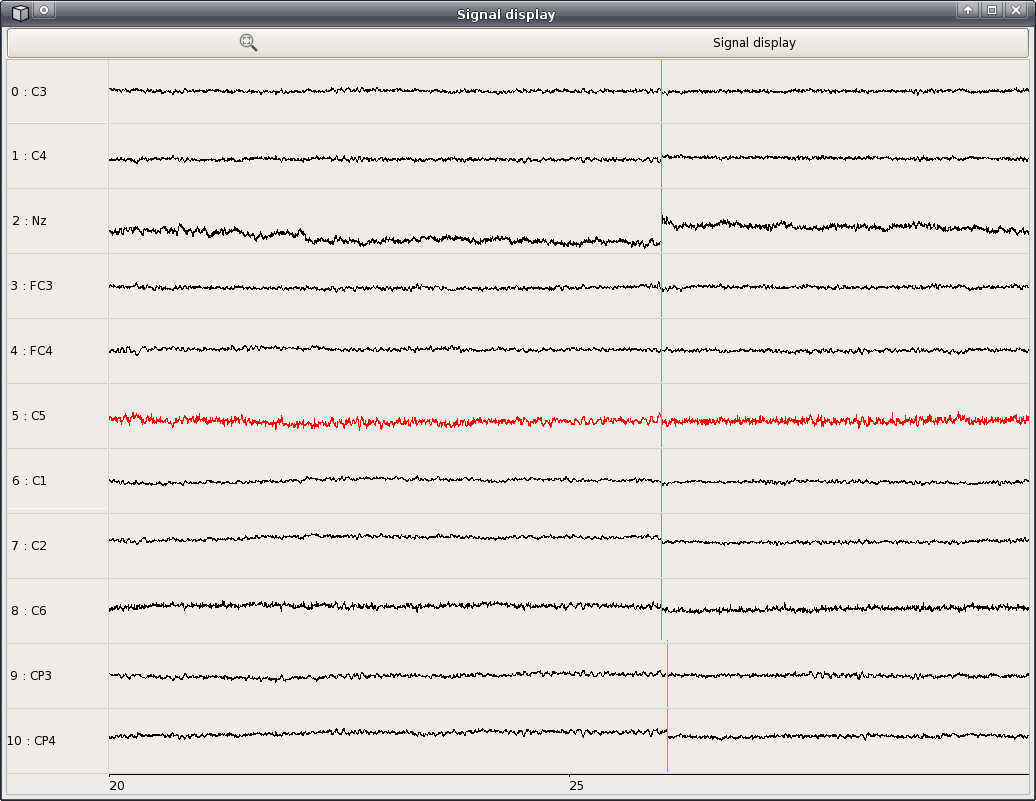 Signal display
Signal display
0 : C3
1 : C4
2 : Nz
3 : FC3
4 : FC4
5 : C5
6 : C1
7 : C2
8 : C6
9 : CP3
10 : CP4
20 25